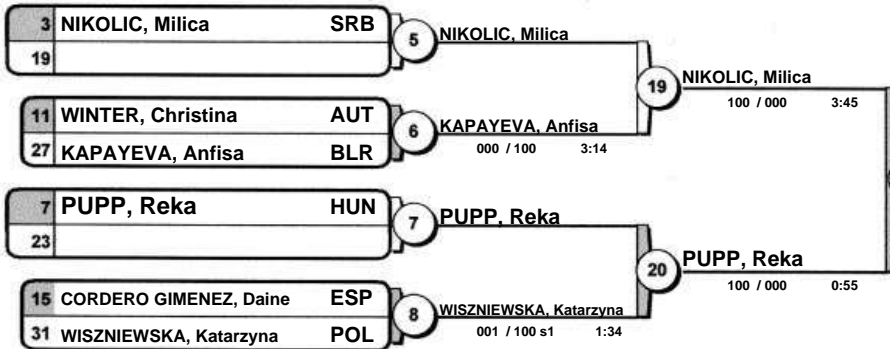 3 NIKOLIC, Milica SRB
19
5
NIKOLIC, Milica
11 WINTER, Christina AUT
27 KAPAYEVA, Anfisa BLR
6
KAPAYEVA, Anfisa
000 / 100 3:14
19
NIKOLIC, Milica
100 / 000 3:45
7 PUPP, Reka HUN
23
7
PUPP, Reka
15 CORDERO GIMENEZ, Daine ESP
31 WISZNIEWSKA, Katarzyna POL
8
WISZNIEWSKA, Katarzyna
001 / 100 s1 1:34
20
PUPP, Reka
100 / 000 0:55